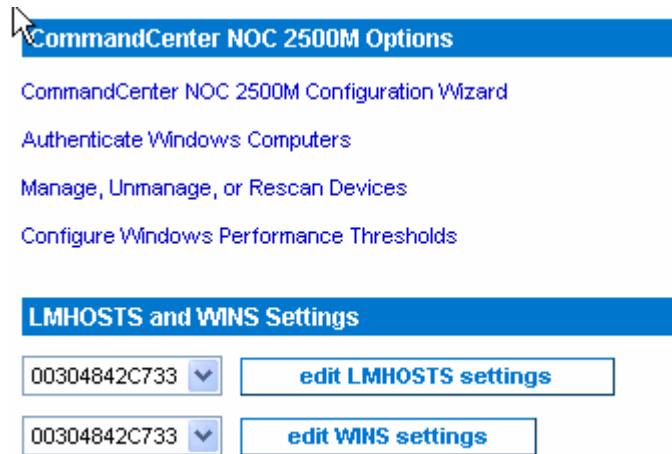 CommandCenter NOC 2500M Options
CommandCenter NOC 2500M Configuration Wizard
Authenticate Windows Computers
Manage, Unmanage, or Rescan Devices
Configure Windows Performance Thresholds
LMHOSTS and WINS Settings
00304842C733 edit LMHOSTS settings
00304842C733 edit WINS settings